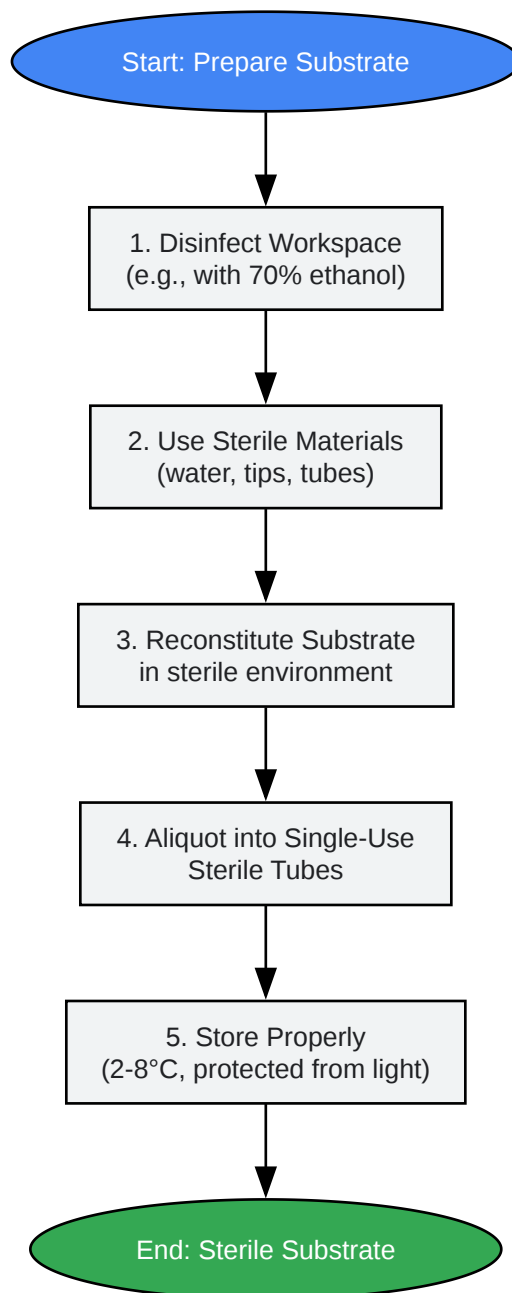 Start: Prepare Substrate
1. Disinfect Workspace
(e.g., with 70% ethanol)
2. Use Sterile Materials
(water, tips, tubes)
3. Reconstitute Substrate
in sterile environment
4. Aliquot into Single-Use
Sterile Tubes
5. Store Properly
(2-8°C, protected from light)
End: Sterile Substrate